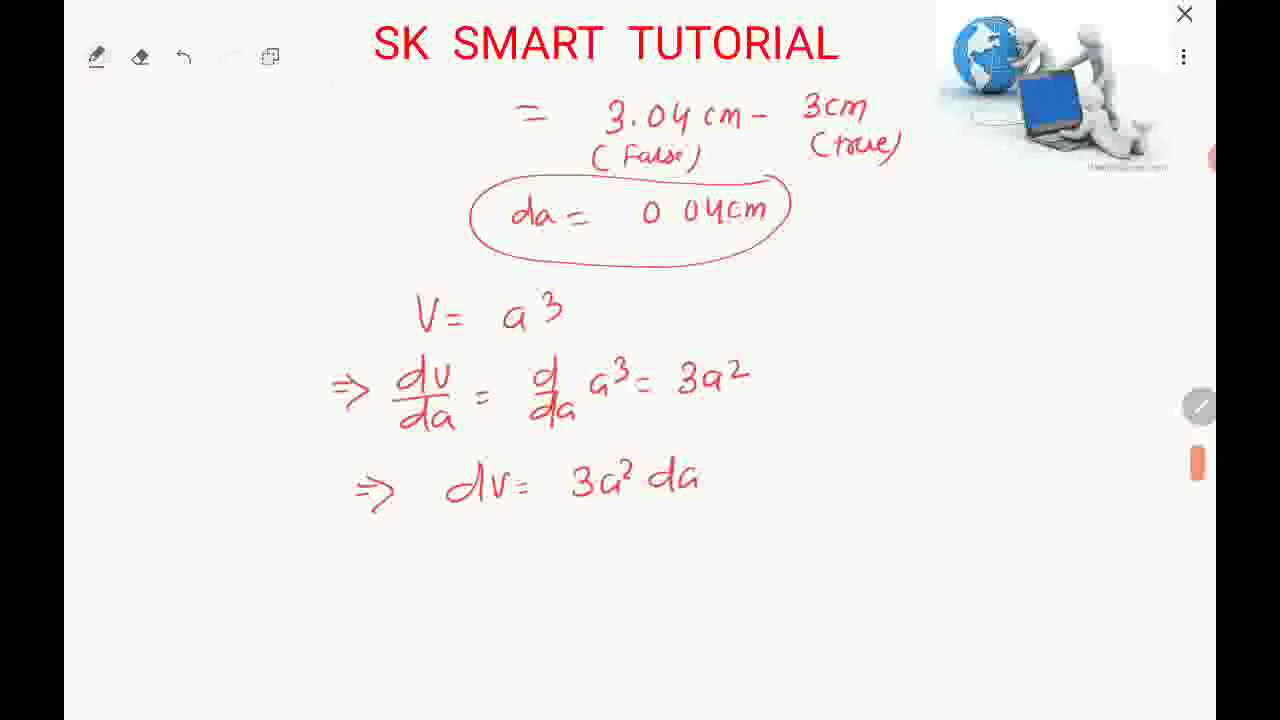 SK SMART TUTORIAL
= 3.04 cm - 3cm
(False) (true)
da = 0 04cm
V = a³
⇒ dv/da = d/da a³ = 3a²
⇒ dv = 3a² da